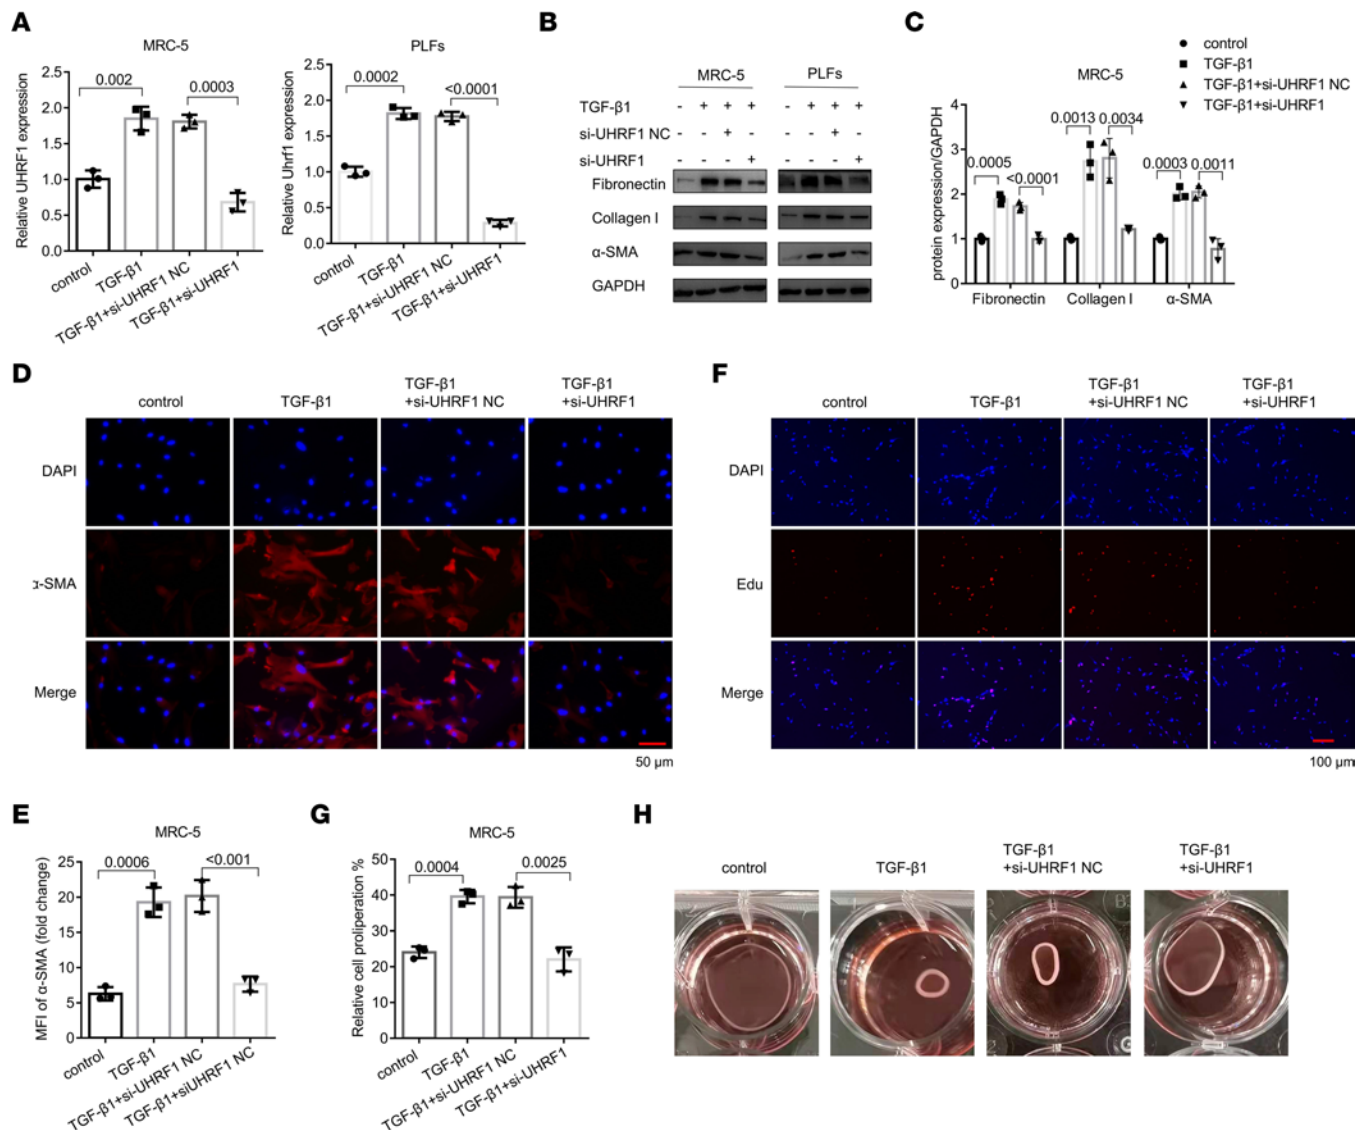 A
MRC-5
Relative UHRF1 expression
2.5
2.0
1.5
1.0
0.5
0.0
0.002
0.0003
control
TGF-β1
TGF-β1+si-UHRF1 NC
TGF-β1+si-UHRF1
PLFs
Relative Uhrf1 expression
2.5
2.0
1.5
1.0
0.5
0.0
0.0002
<0.0001
control
TGF-β1
TGF-β1+si-UHRF1 NC
TGF-β1+si-UHRF1
B
MRC-5 PLFs
TGF-β1 - + + + - + + +
si-UHRF1 NC - - + - - - + -
si-UHRF1 - - - + - - - +
Fibronectin
Collagen I
α-SMA
GAPDH
C
control
TGF-β1
TGF-β1+si-UHRF1 NC
TGF-β1+si-UHRF1
MRC-5
protein expression/GAPDH
4
3
2
1
0
0.0005
<0.0001
0.0013
0.0034
0.0003
0.0011
Fibronectin
Collagen I
α-SMA
D
control
TGF-β1
TGF-β1
+si-UHRF1 NC
TGF-β1
+si-UHRF1
DAPI
α-SMA
Merge
50 μm
F
control
TGF-β1
TGF-β1
+si-UHRF1 NC
TGF-β1
+si-UHRF1
DAPI
Edu
Merge
100 μm
E
MRC-5
MFI of α-SMA (fold change)
25
20
15
10
5
0
0.0006
<0.001
control
TGF-β1
TGF-β1+si-UHRF1 NC
TGF-β1+siUHRF1 NC
G
MRC-5
Relative cell proliperation %
50
40
30
20
10
0
0.0004
0.0025
control
TGF-β1
TGF-β1+si-UHRF1 NC
TGF-β1+si-UHRF1
H
control
TGF-β1
TGF-β1
+si-UHRF1 NC
TGF-β1
+si-UHRF1